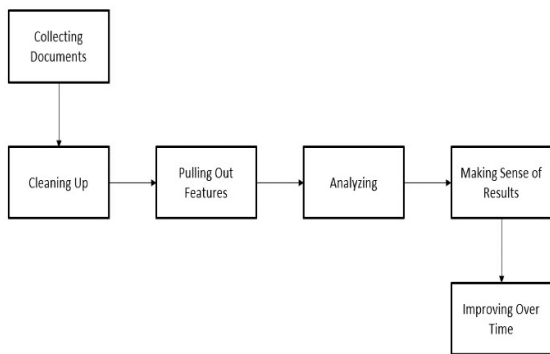 Collecting
Documents
Cleaning Up
Pulling Out
Features
Analyzing
Making Sense of
Results
Improving Over
Time